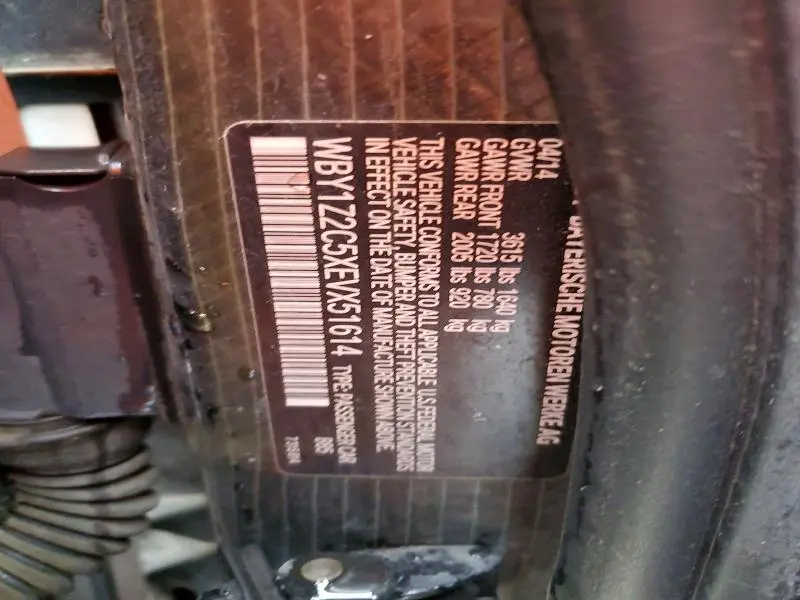 BAYERISCHE MOTOREN WERKE AG
04/14
GVWR 3615 lbs 1640 kg
GAWR FRONT 1720 lbs 780 kg
GAWR REAR 2095 lbs 920 kg
THIS VEHICLE CONFORMS TO ALL APPLICABLE U.S. FEDERAL MOTOR
VEHICLE SAFETY, BUMPER AND THEFT PREVENTION STANDARDS
IN EFFECT ON THE DATE OF MANUFACTURE SHOWN ABOVE.
WBY1Z2C5XEVX51614 TYPE: PASSENGER CAR